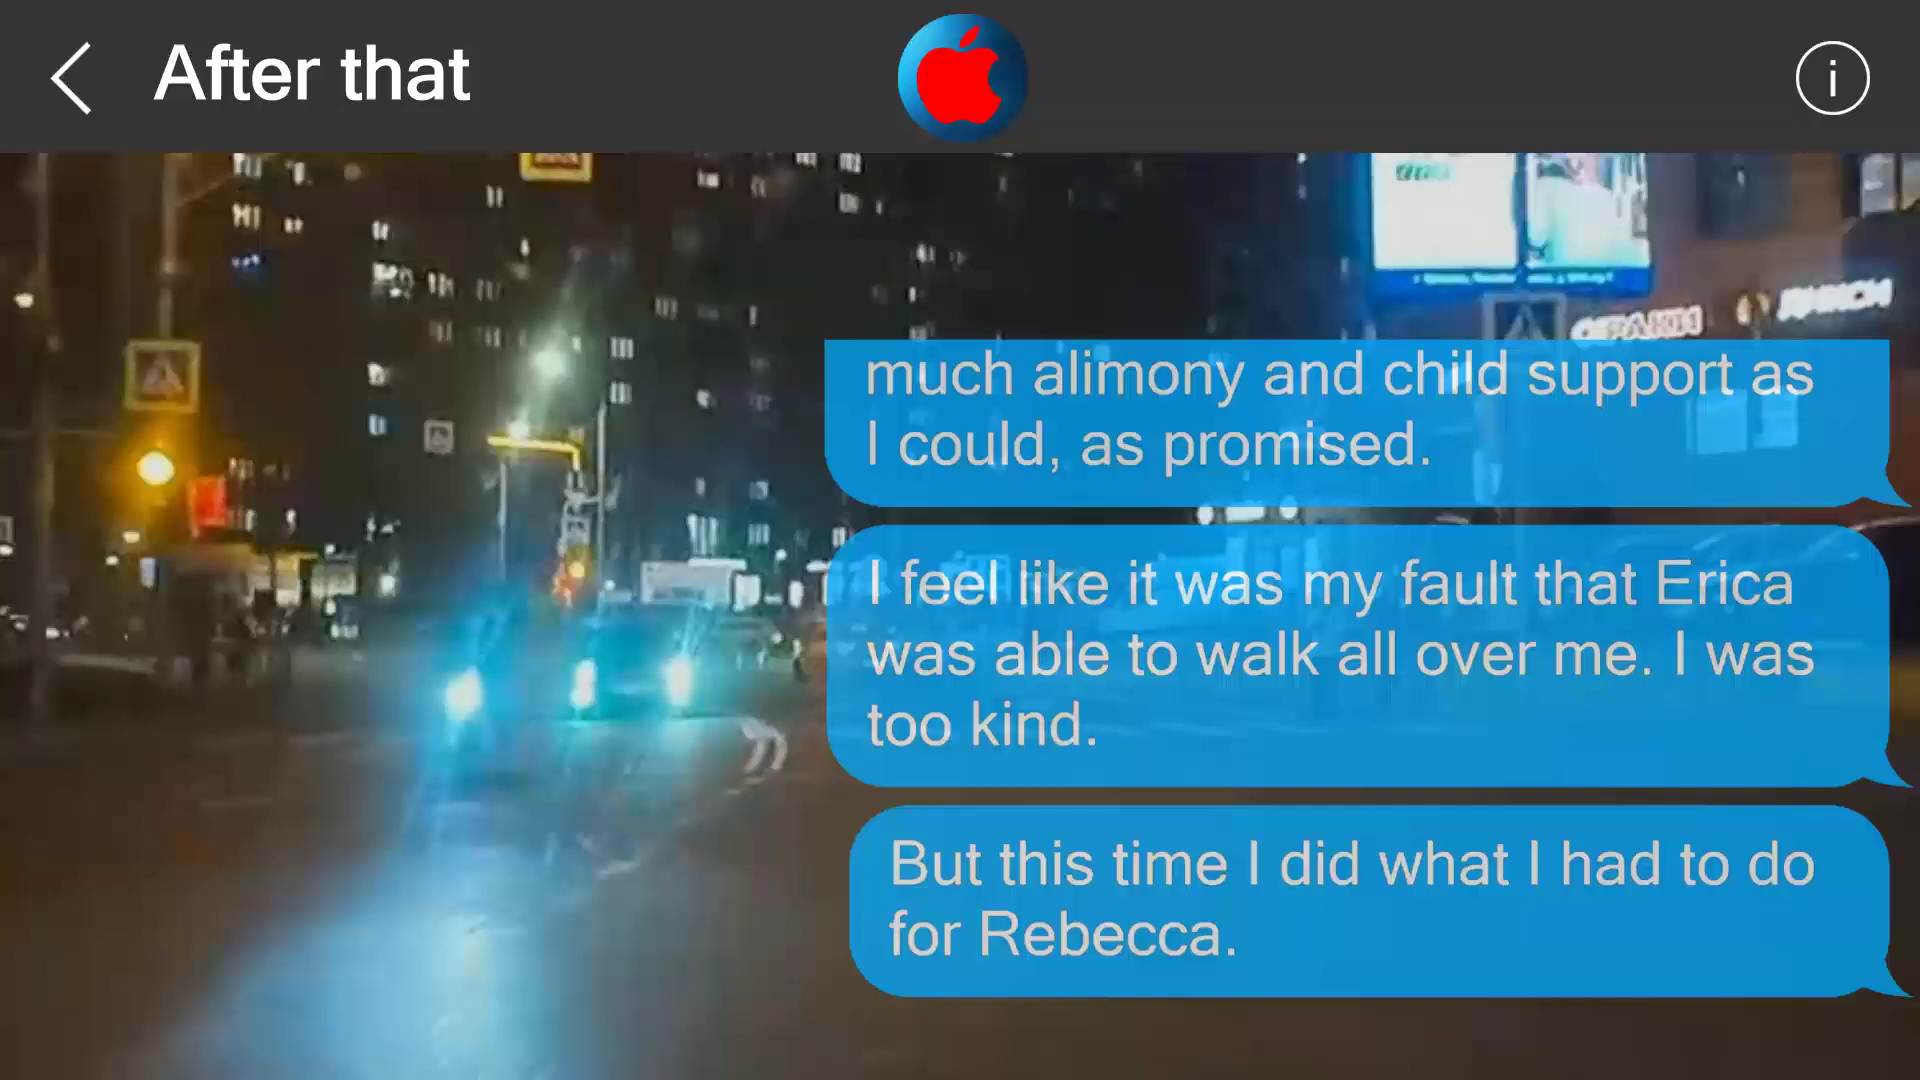 After that
much alimony and child support as
I could, as promised.
I feel like it was my fault that Erica
was able to walk all over me. I was
too kind.
But this time I did what I had to do
for Rebecca.